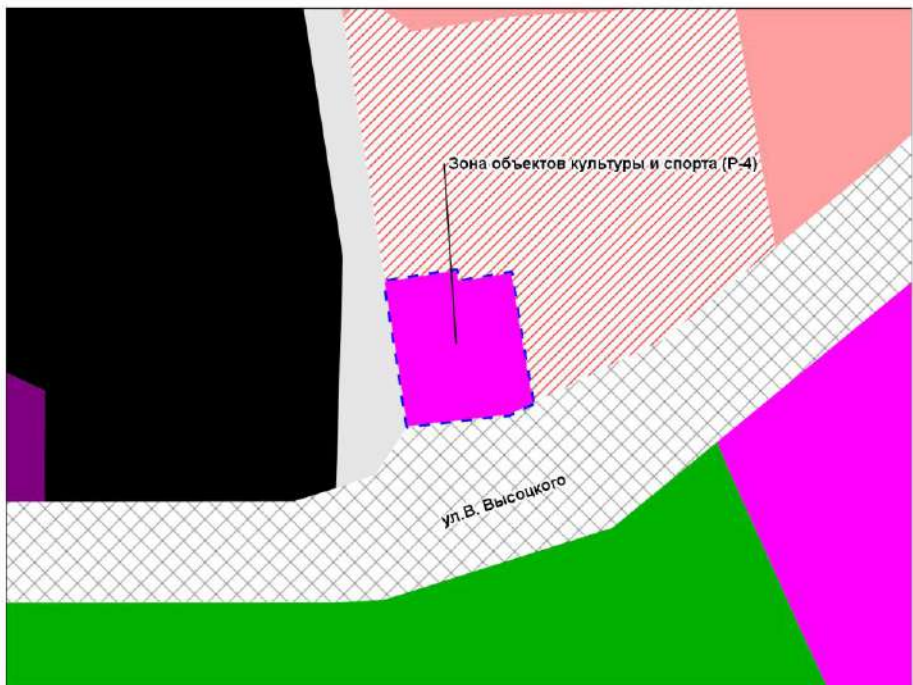 Зона объектов культуры и спорта (Р-4)
ул.В. Высоцкого